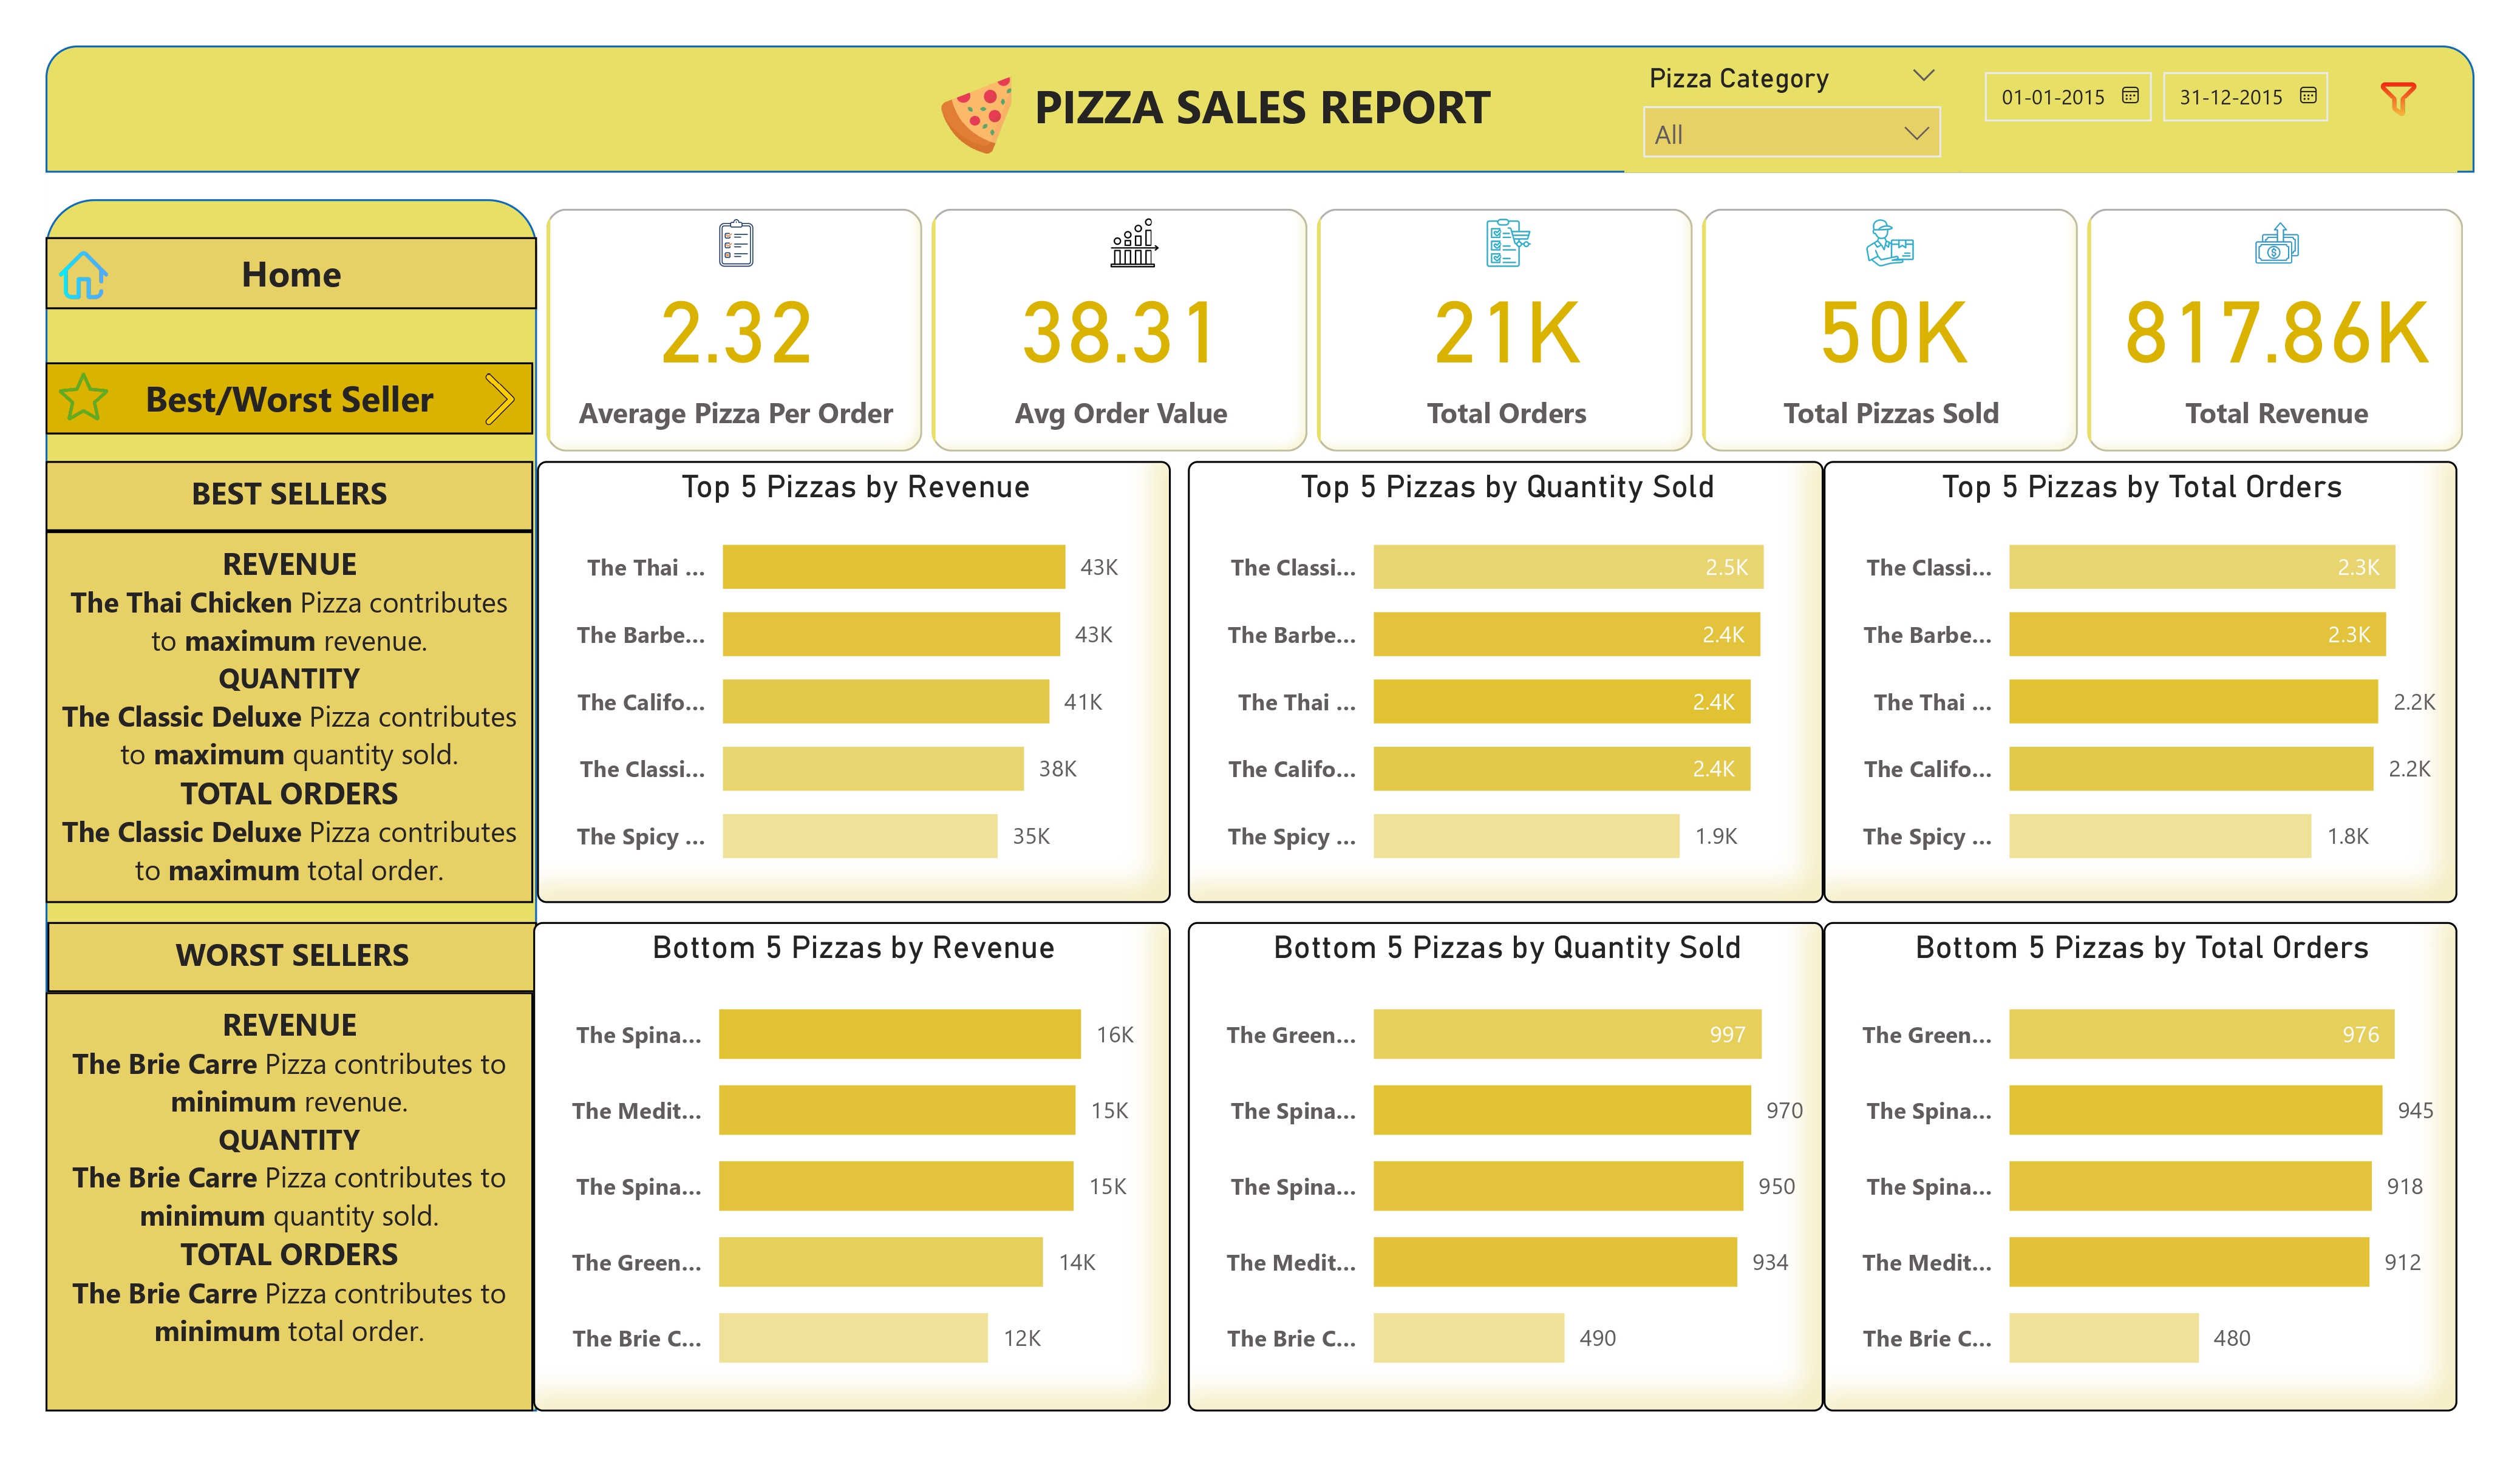 PIZZA SALES REPORT
Pizza Category
All
01-01-2015
31-12-2015
Home
Best/Worst Seller
2.32
Average Pizza Per Order
38.31
Avg Order Value
21K
Total Orders
50K
Total Pizzas Sold
817.86K
Total Revenue
BEST SELLERS
REVENUE
The Thai Chicken Pizza contributes
to maximum revenue.
QUANTITY
The Classic Deluxe Pizza contributes
to maximum quantity sold.
TOTAL ORDERS
The Classic Deluxe Pizza contributes
to maximum total order.
Top 5 Pizzas by Revenue
The Thai ... 43K
The Barbe... 43K
The Califo... 41K
The Classi... 38K
The Spicy ... 35K
Top 5 Pizzas by Quantity Sold
The Classi... 2.5K
The Barbe... 2.4K
The Thai ... 2.4K
The Califo... 2.4K
The Spicy ... 1.9K
Top 5 Pizzas by Total Orders
The Classi... 2.3K
The Barbe... 2.3K
The Thai ... 2.2K
The Califo... 2.2K
The Spicy ... 1.8K
WORST SELLERS
REVENUE
The Brie Carre Pizza contributes to
minimum revenue.
QUANTITY
The Brie Carre Pizza contributes to
minimum quantity sold.
TOTAL ORDERS
The Brie Carre Pizza contributes to
minimum total order.
Bottom 5 Pizzas by Revenue
The Spina... 16K
The Medit... 15K
The Spina... 15K
The Green... 14K
The Brie C... 12K
Bottom 5 Pizzas by Quantity Sold
The Green... 997
The Spina... 970
The Spina... 950
The Medit... 934
The Brie C... 490
Bottom 5 Pizzas by Total Orders
The Green... 976
The Spina... 945
The Spina... 918
The Medit... 912
The Brie C... 480